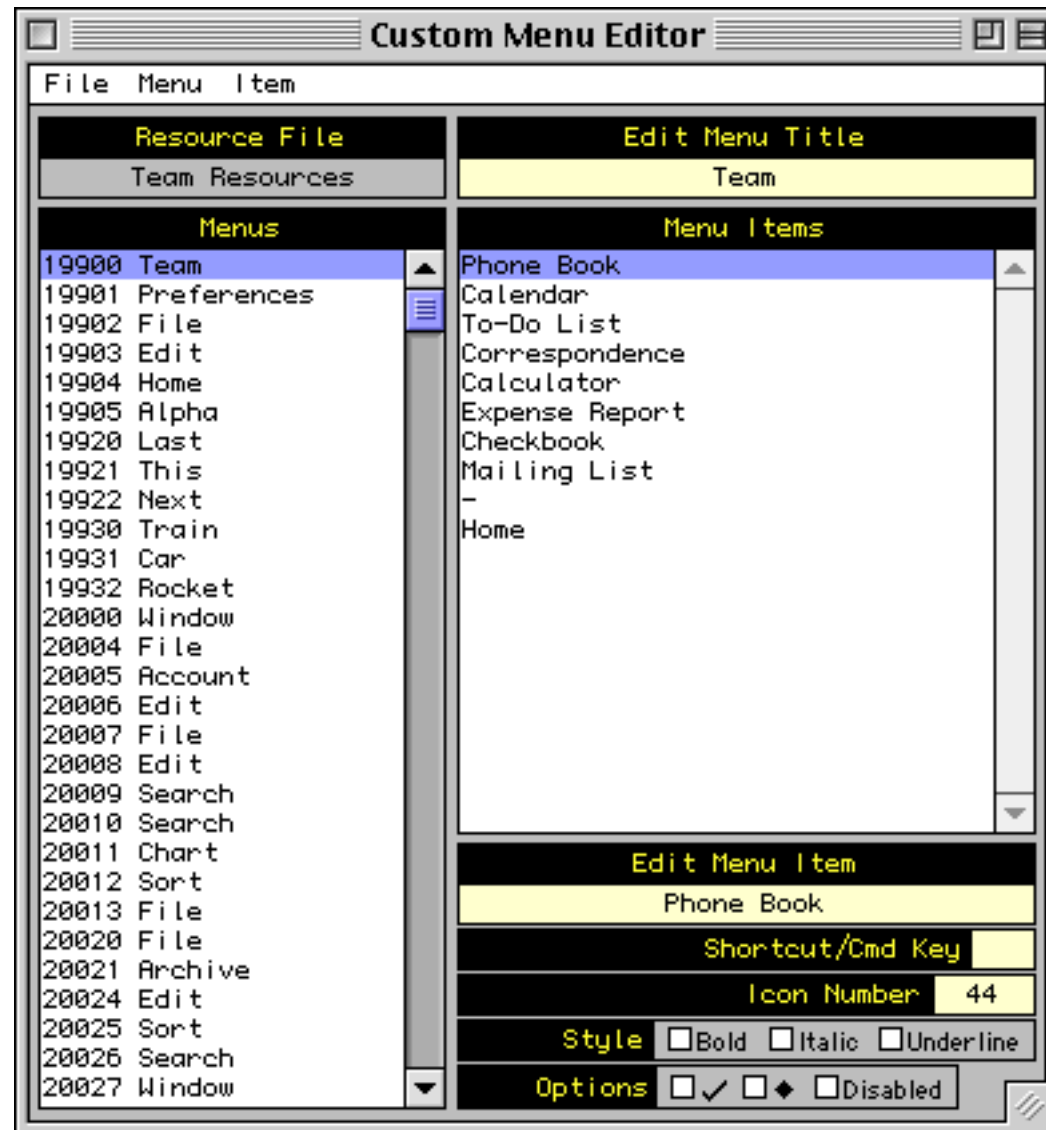 Custom Menu Editor
File Menu Item
Resource File
Team Resources
Edit Menu Title
Team
Menus
19900 Team
19901 Preferences
19902 File
19903 Edit
19904 Home
19905 Alpha
19920 Last
19921 This
19922 Next
19930 Train
19931 Car
19932 Rocket
20000 Window
20004 File
20005 Account
20006 Edit
20007 File
20008 Edit
20009 Search
20010 Search
20011 Chart
20012 Sort
20013 File
20020 File
20021 Archive
20024 Edit
20025 Sort
20026 Search
20027 Window
Menu Items
Phone Book
Calendar
To-Do List
Correspondence
Calculator
Expense Report
Checkbook
Mailing List
-
Home
Edit Menu Item
Phone Book
Shortcut/Cmd Key
Icon Number 44
Style Bold Italic Underline
Options ✓ ◆ Disabled